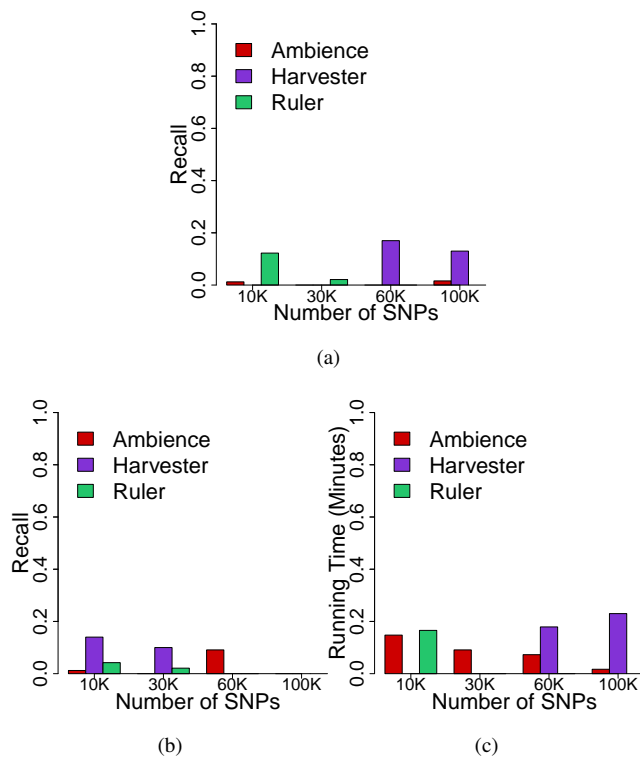 Recall
0.0 0.2 0.4 0.6 0.8 1.0
Ambience
Harvester
Ruler
10K 30K 60K 100K
Number of SNPs
(a)
Recall
0.0 0.2 0.4 0.6 0.8 1.0
Ambience
Harvester
Ruler
10K 30K 60K 100K
Number of SNPs
(b)
Running Time (Minutes)
0.0 0.2 0.4 0.6 0.8 1.0
Ambience
Harvester
Ruler
10K 30K 60K 100K
Number of SNPs
(c)